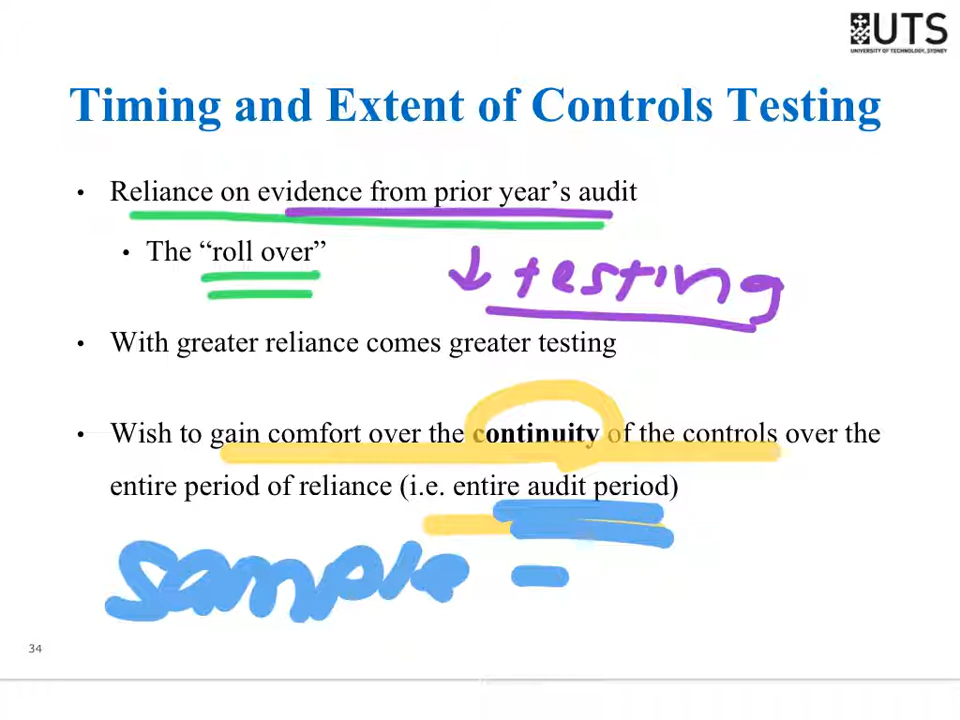 UTS
UNIVERSITY OF TECHNOLOGY, SYDNEY
Timing and Extent of Controls Testing
• Reliance on evidence from prior year’s audit
• The “roll over”
↓ testing
• With greater reliance comes greater testing
• Wish to gain comfort over the continuity of the controls over the
entire period of reliance (i.e. entire audit period)
sample -
34